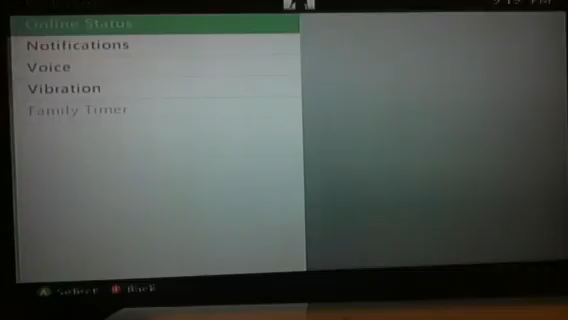 Online Status
Notifications
Voice
Vibration
Family Timer
A Select B Back